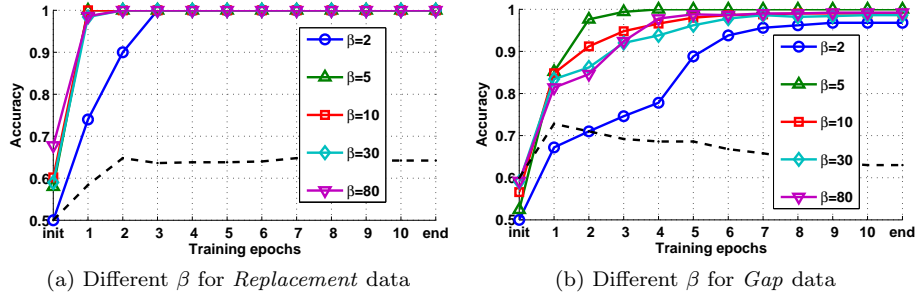 1
0.9
0.8
0.7
0.6
0.5
Accuracy
init 1 2 3 4 5 6 7 8 9 10 end
Training epochs
β=2
β=5
β=10
β=30
β=80
(a) Different β for Replacement data
1
0.9
0.8
0.7
0.6
0.5
Accuracy
init 1 2 3 4 5 6 7 8 9 10 end
Training epochs
β=2
β=5
β=10
β=30
β=80
(b) Different β for Gap data